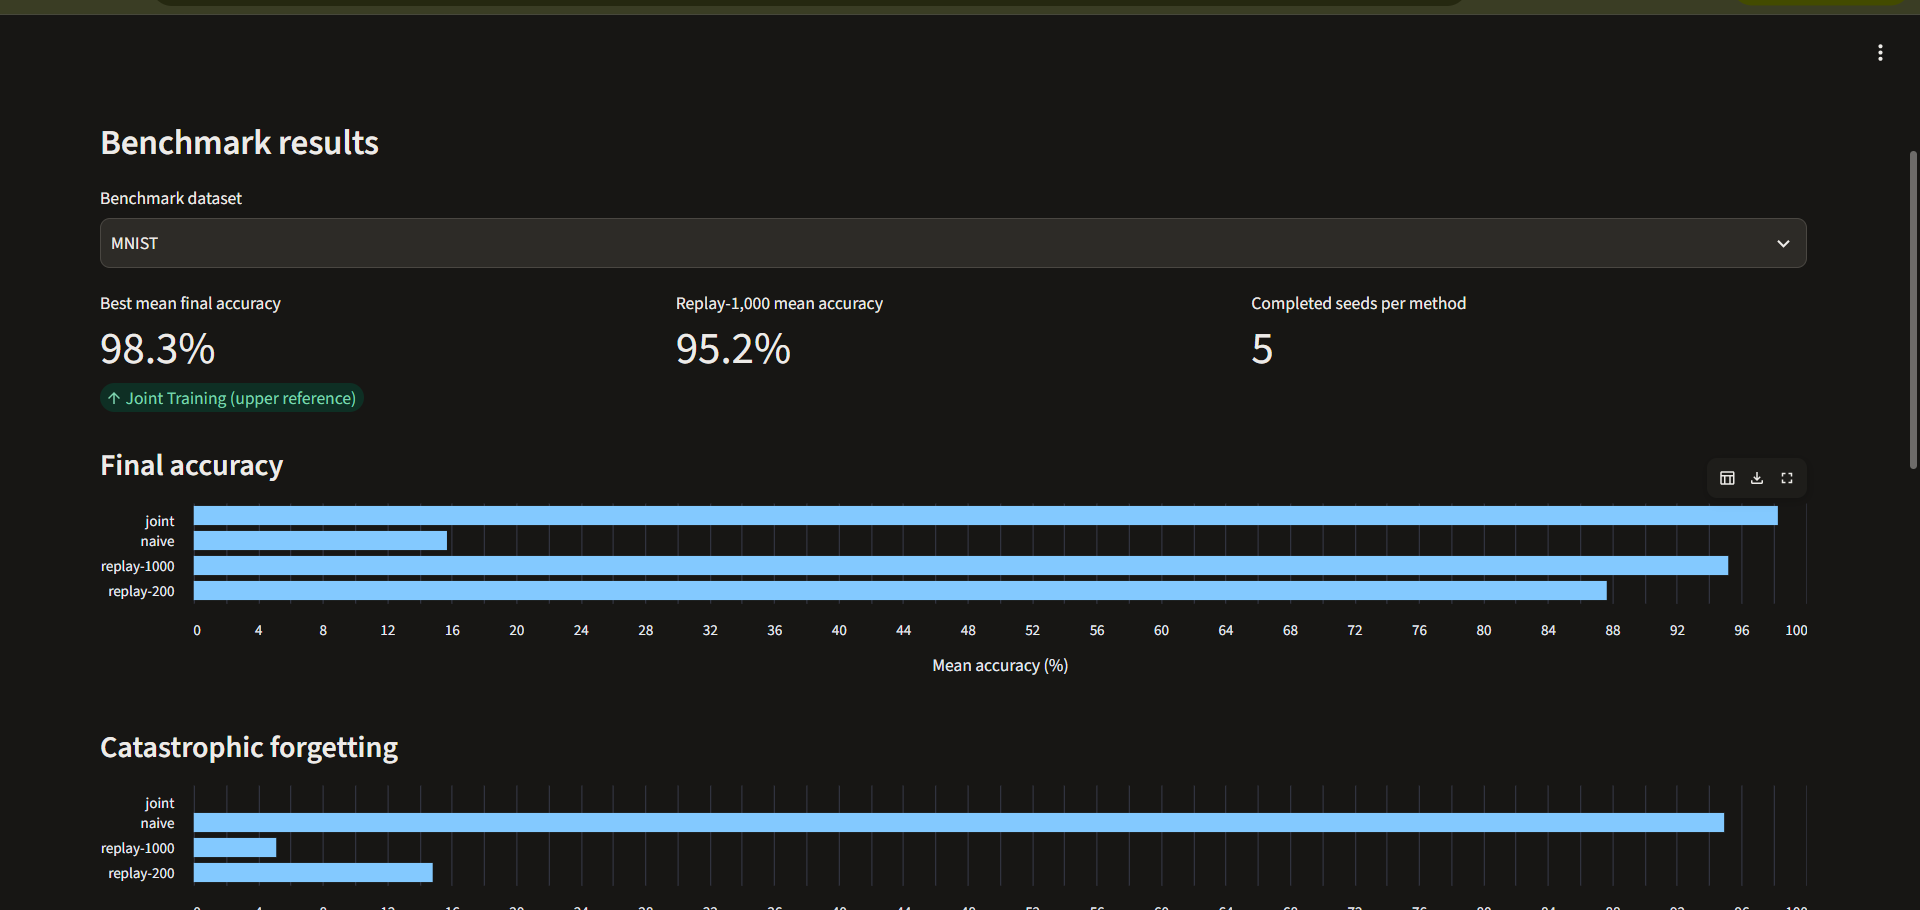 Benchmark results
Benchmark dataset
MNIST
Best mean final accuracy
98.3%
↑ Joint Training (upper reference)
Replay-1,000 mean accuracy
95.2%
Completed seeds per method
5
Final accuracy
joint
naive
replay-1000
replay-200
0 4 8 12 16 20 24 28 32 36 40 44 48 52 56 60 64 68 72 76 80 84 88 92 96 100
Mean accuracy (%)
Catastrophic forgetting
joint
naive
replay-1000
replay-200